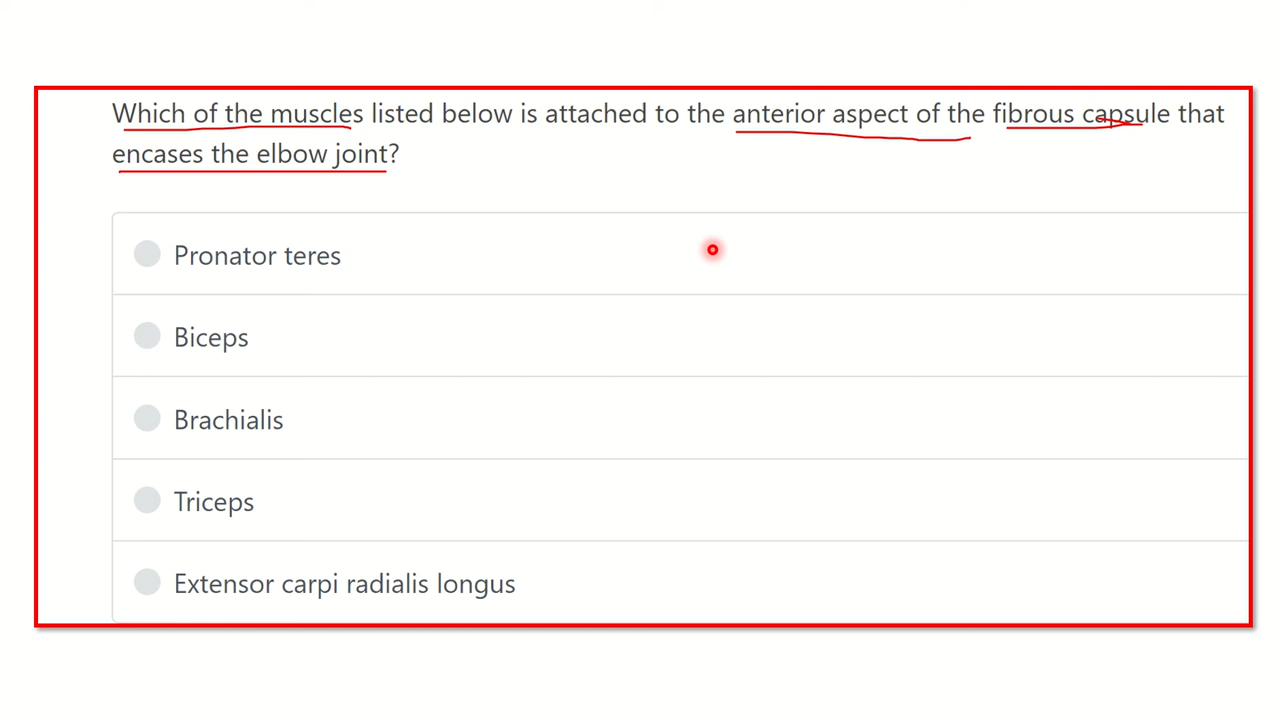 Which of the muscles listed below is attached to the anterior aspect of the fibrous capsule that
encases the elbow joint?
Pronator teres
Biceps
Brachialis
Triceps
Extensor carpi radialis longus